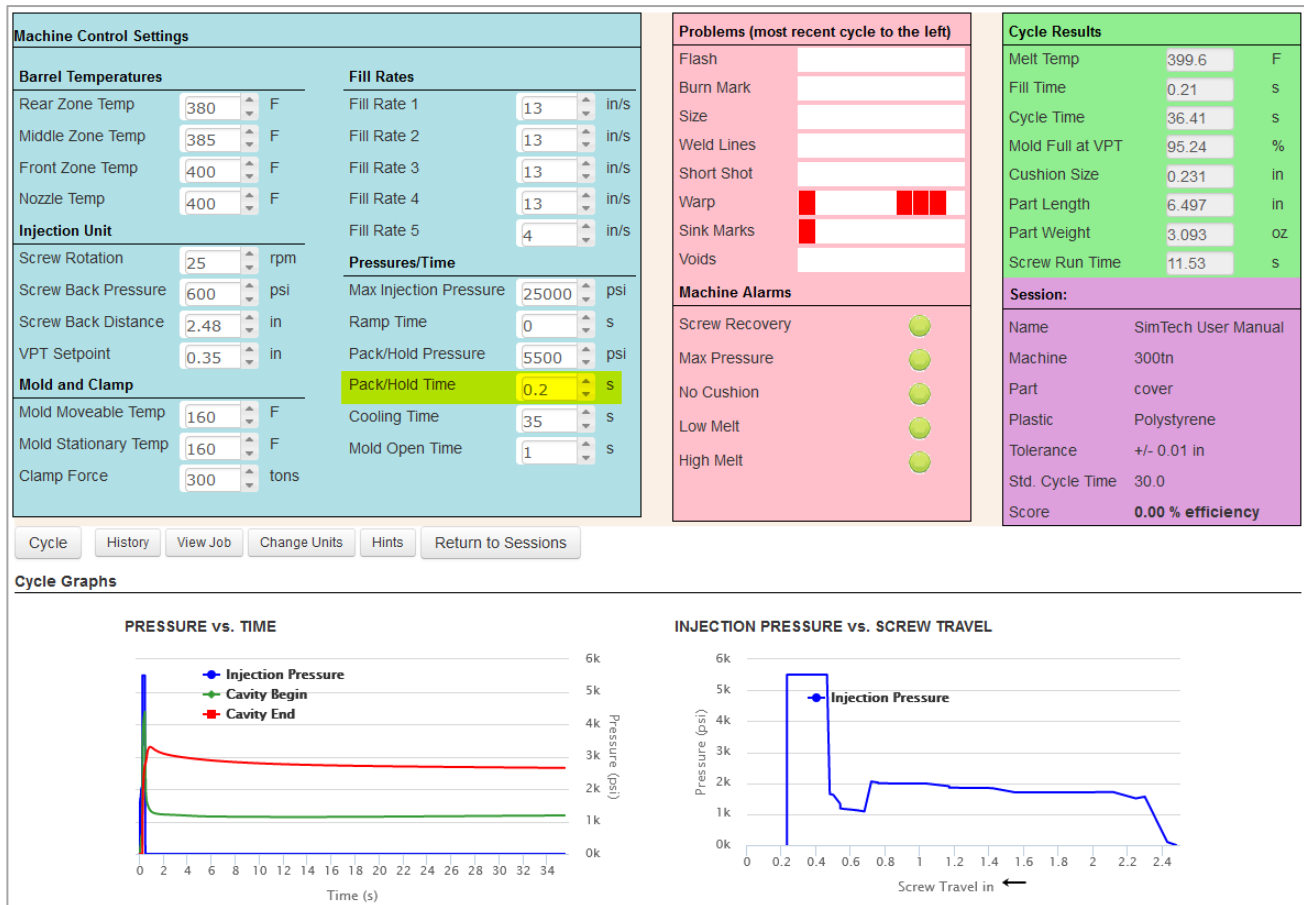 Machine Control Settings
Barrel Temperatures
Rear Zone Temp 380 F
Middle Zone Temp 385 F
Front Zone Temp 400 F
Nozzle Temp 400 F
Injection Unit
Screw Rotation 25 rpm
Screw Back Pressure 600 psi
Screw Back Distance 2.48 in
VPT Setpoint 0.35 in
Mold and Clamp
Mold Moveable Temp 160 F
Mold Stationary Temp 160 F
Clamp Force 300 tons
Fill Rates
Fill Rate 1 13 in/s
Fill Rate 2 13 in/s
Fill Rate 3 13 in/s
Fill Rate 4 13 in/s
Fill Rate 5 4 in/s
Pressures/Time
Max Injection Pressure 25000 psi
Ramp Time 0 s
Pack/Hold Pressure 5500 psi
Pack/Hold Time 0.2 s
Cooling Time 35 s
Mold Open Time 1 s
Problems (most recent cycle to the left)
Flash
Burn Mark
Size
Weld Lines
Short Shot
Warp
Sink Marks
Voids
Machine Alarms
Screw Recovery
Max Pressure
No Cushion
Low Melt
High Melt
Cycle Results
Melt Temp 399.6 F
Fill Time 0.21 s
Cycle Time 36.41 s
Mold Full at VPT 95.24 %
Cushion Size 0.231 in
Part Length 6.497 in
Part Weight 3.093 oz
Screw Run Time 11.53 s
Session:
Name SimTech User Manual
Machine 300tn
Part cover
Plastic Polystyrene
Tolerance +/- 0.01 in
Std. Cycle Time 30.0
Score 0.00 % efficiency
Cycle History View Job Change Units Hints Return to Sessions
Cycle Graphs
PRESSURE vs. TIME
Injection Pressure
Cavity Begin
Cavity End
6k
5k
4k
3k
2k
1k
0k
Pressure (psi)
0 2 4 6 8 10 12 14 16 18 20 22 24 26 28 30 32 34
Time (s)
INJECTION PRESSURE vs. SCREW TRAVEL
Injection Pressure
6k
5k
4k
3k
2k
1k
0k
Pressure (psi)
0 0.2 0.4 0.6 0.8 1 1.2 1.4 1.6 1.8 2 2.2 2.4
Screw Travel in ←